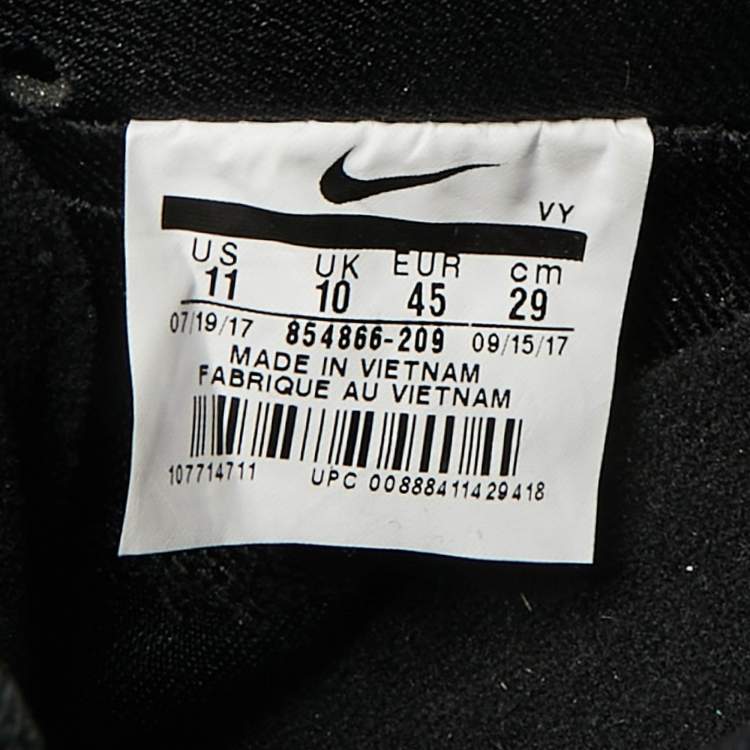 VY
US UK EUR cm
11 10 45 29
07/19/17 854866-209 09/15/17
MADE IN VIETNAM
FABRIQUE AU VIETNAM
107714711 UPC 00888411429418